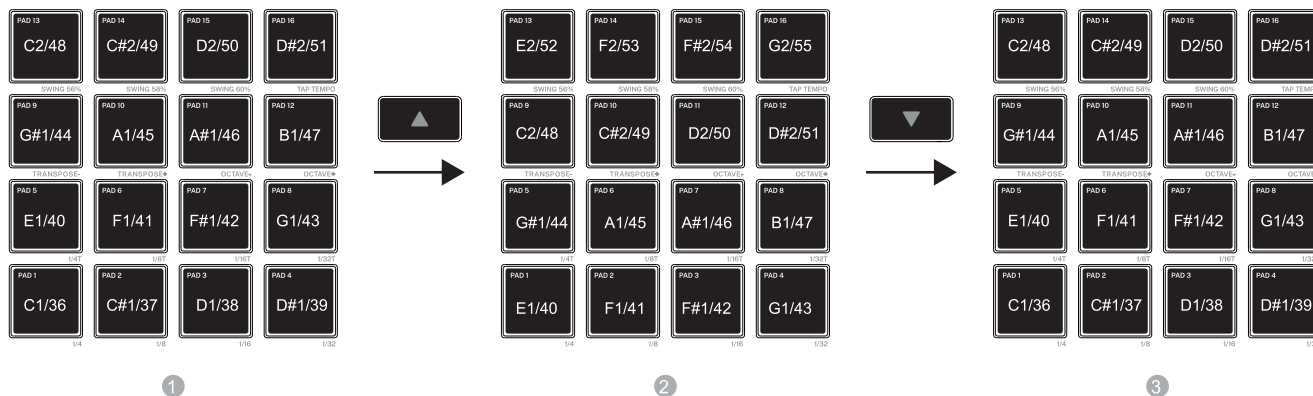 PAD 13 PAD 14 PAD 15 PAD 16
C2/48 C#2/49 D2/50 D#2/51
SWING 56% SWING 58% SWING 60% TAP TEMPO
PAD 9 PAD 10 PAD 11 PAD 12
G#1/44 A1/45 A#1/46 B1/47
TRANSPOSE- TRANSPOSE+ OCTAVE- OCTAVE+
PAD 5 PAD 6 PAD 7 PAD 8
E1/40 F1/41 F#1/42 G1/43
1/4T 1/8T 1/16T 1/32T
PAD 1 PAD 2 PAD 3 PAD 4
C1/36 C#1/37 D1/38 D#1/39
1/4 1/8 1/16 1/32
1
PAD 13 PAD 14 PAD 15 PAD 16
E2/52 F2/53 F#2/54 G2/55
SWING 56% SWING 58% SWING 60% TAP TEMPO
PAD 9 PAD 10 PAD 11 PAD 12
C2/48 C#2/49 D2/50 D#2/51
TRANSPOSE- TRANSPOSE+ OCTAVE- OCTAVE+
PAD 5 PAD 6 PAD 7 PAD 8
G#1/44 A1/45 A#1/46 B1/47
1/4T 1/8T 1/16T 1/32T
PAD 1 PAD 2 PAD 3 PAD 4
E1/40 F1/41 F#1/42 G1/43
1/4 1/8 1/16 1/32
2
PAD 13 PAD 14 PAD 15 PAD 16
C2/48 C#2/49 D2/50 D#2/51
SWING 56% SWING 58% SWING 60% TAP
PAD 9 PAD 10 PAD 11 PAD 12
G#1/44 A1/45 A#1/46 B1/47
TRANSPOSE- TRANSPOSE+ OCTAVE-
PAD 5 PAD 6 PAD 7 PAD 8
E1/40 F1/41 F#1/42 G1/43
1/4T 1/8T 1/16T
PAD 1 PAD 2 PAD 3 PAD 4
C1/36 C#1/37 D1/38 D#1/39
1/4 1/8 1/16
3